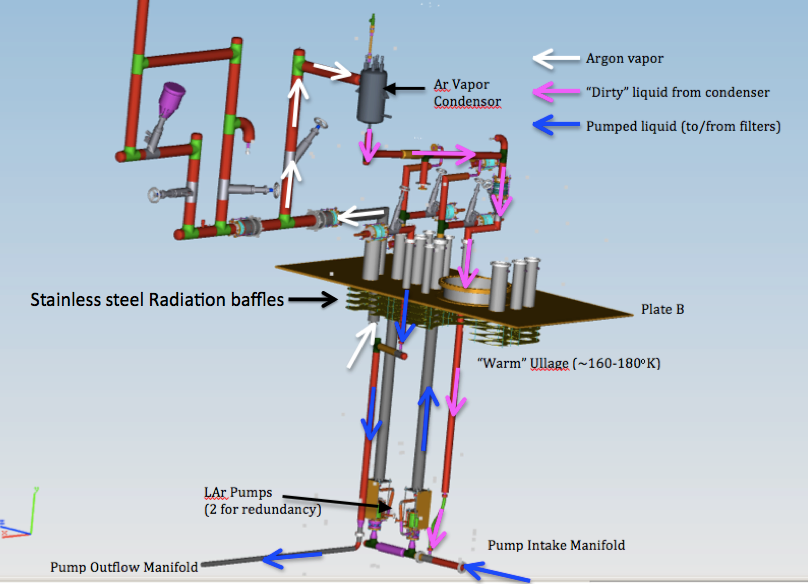 Argon vapor
Ar Vapor
Condensor
"Dirty" liquid from condenser
Pumped liquid (to/from filters)
Stainless steel Radiation baffles
Plate B
"Warm" Ullage (~160-180°K)
LAr Pumps
(2 for redundancy)
Pump Intake Manifold
Pump Outflow Manifold